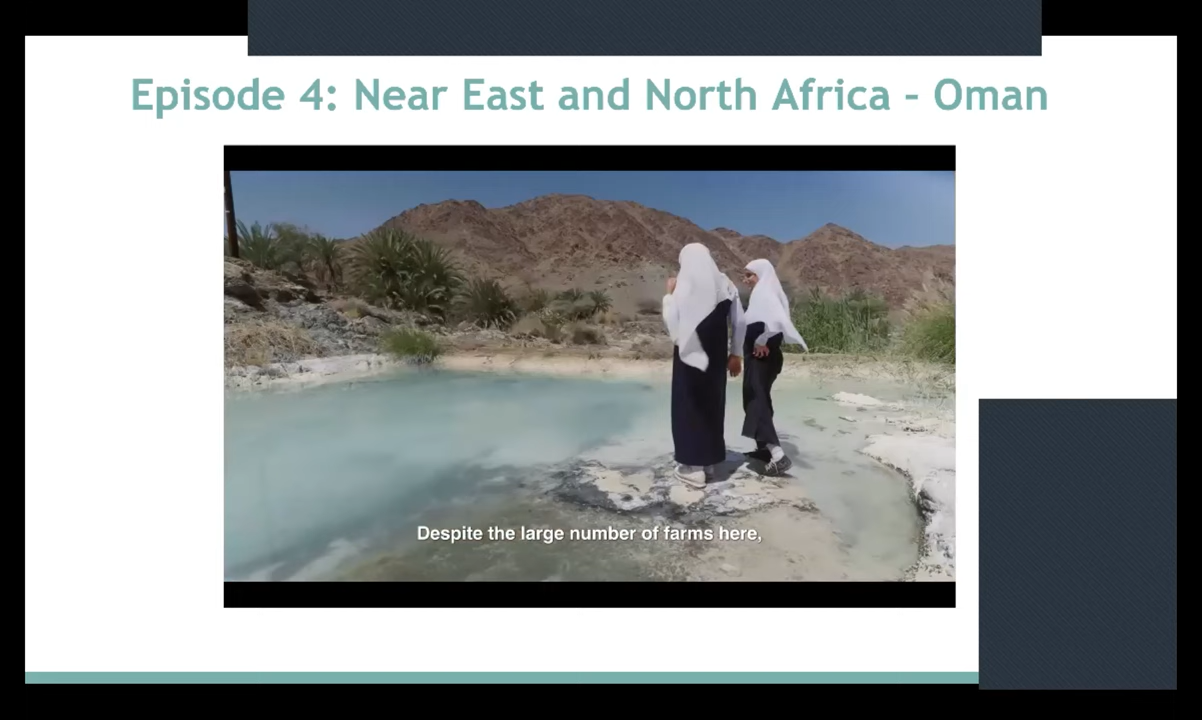 Episode 4: Near East and North Africa - Oman
Despite the large number of farms here,